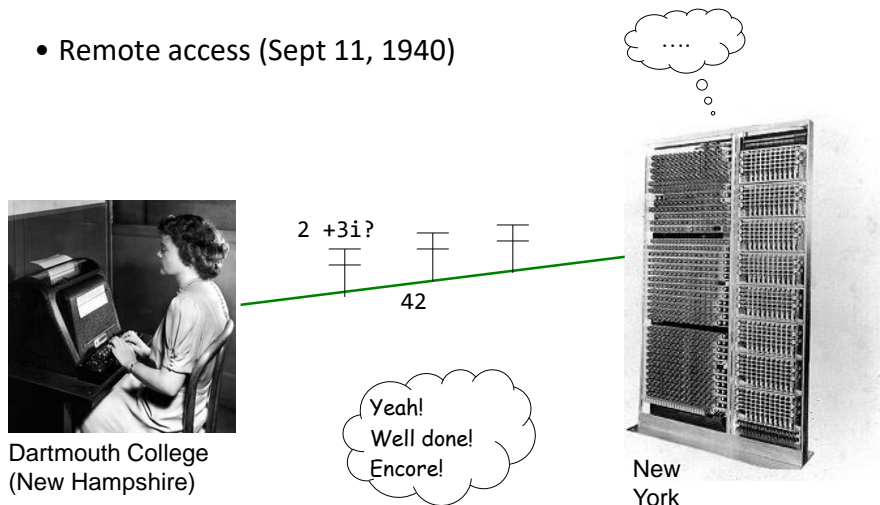 • Remote access (Sept 11, 1940)
....
2 +3i?
42
Yeah!
Well done!
Encore!
Dartmouth College
(New Hampshire)
New
York